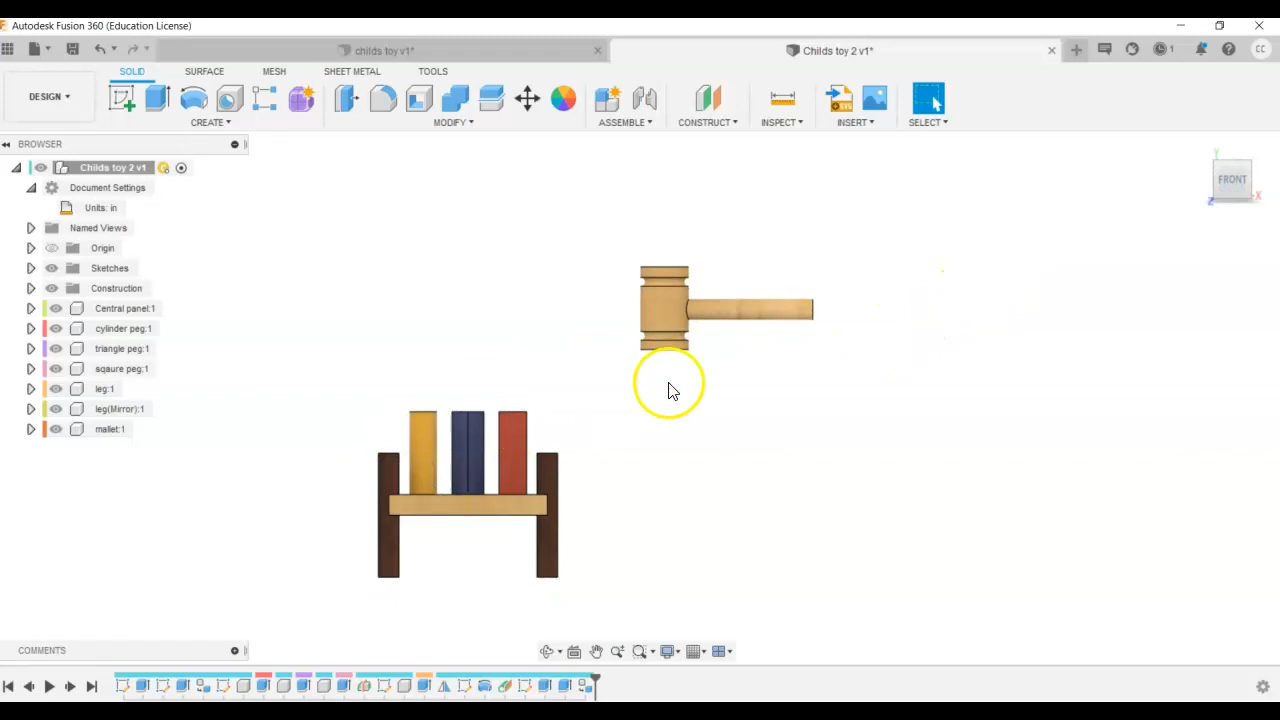 Autodesk Fusion 360 (Education License)
childs toy v1*
Childs toy 2 v1*
1
CC
SOLID SURFACE MESH SHEET METAL TOOLS
DESIGN
CREATE MODIFY ASSEMBLE CONSTRUCT INSPECT INSERT SELECT
BROWSER
Childs toy 2 v1
Document Settings
Units: in
Named Views
Origin
Sketches
Construction
Central panel:1
cylinder peg:1
triangle peg:1
sqaure peg:1
leg:1
leg(Mirror):1
mallet:1
Y
FRONT
Z
X
COMMENTS